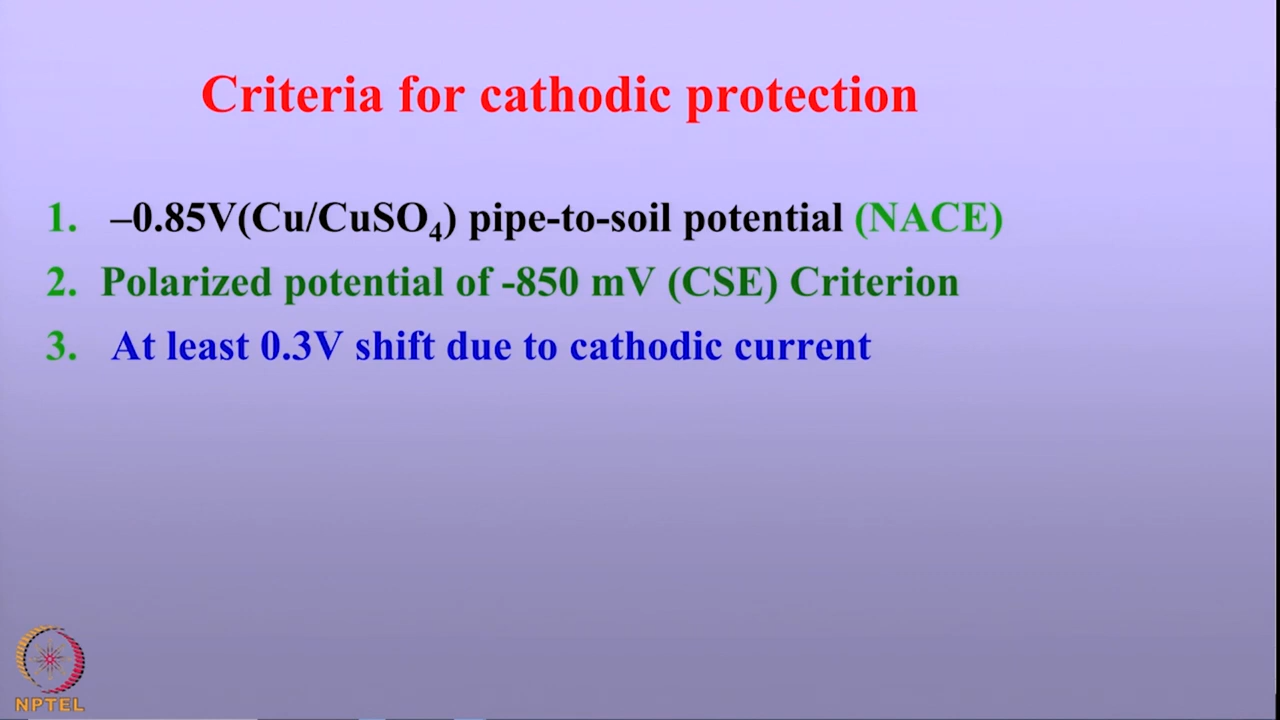 Criteria for cathodic protection
1. –0.85V(Cu/CuSO₄) pipe-to-soil potential (NACE)
2. Polarized potential of -850 mV (CSE) Criterion
3. At least 0.3V shift due to cathodic current
NPTEL